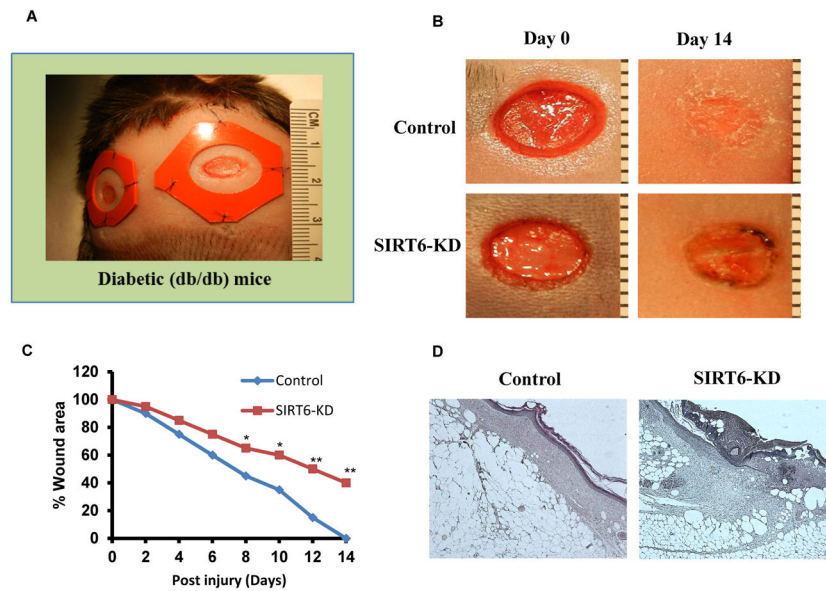 A
CM
1
2
3
4
Diabetic (db/db) mice
B
Day 0
Day 14
Control
SIRT6-KD
C
120
100
80
60
40
20
0
% Wound area
Control
SIRT6-KD
*
*
**
**
0 2 4 6 8 10 12 14
Post injury (Days)
D
Control
SIRT6-KD